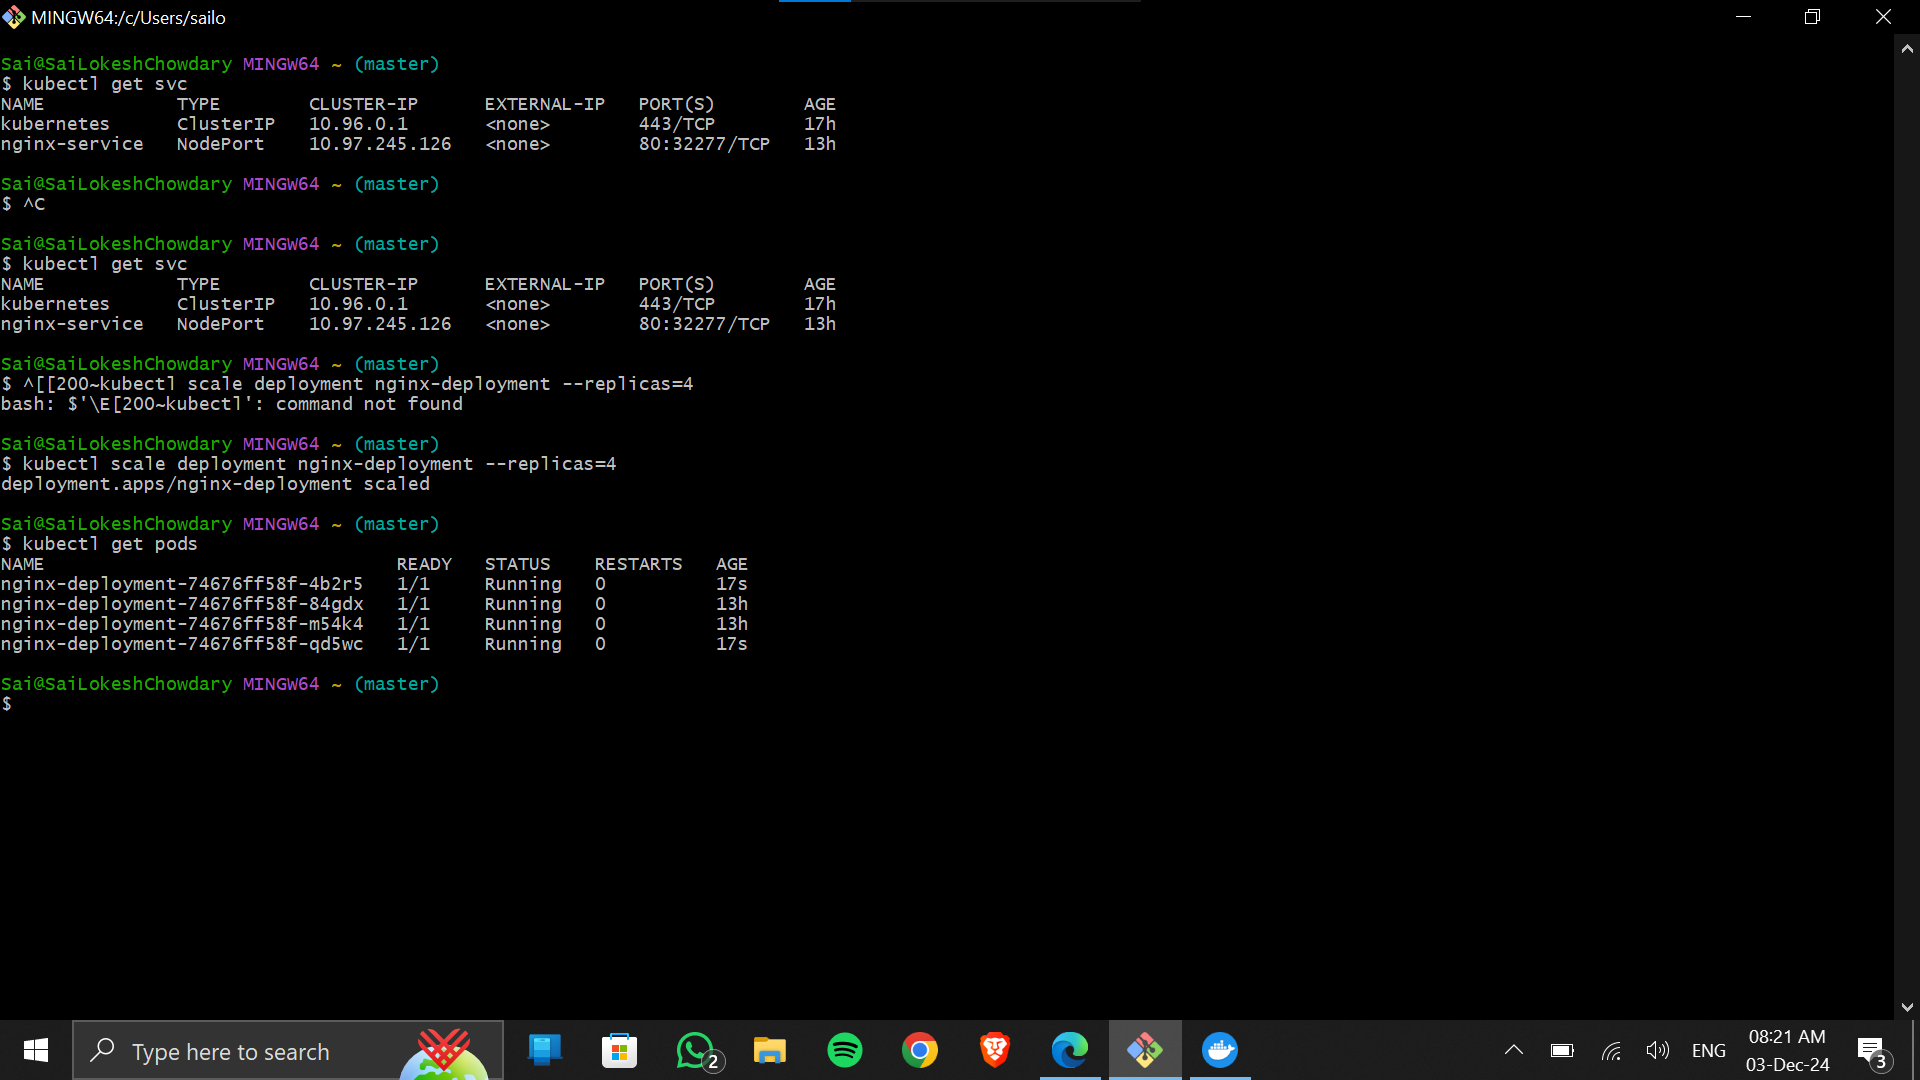 MINGW64:/c/Users/sailo
Sai@SaiLokeshChowdary MINGW64 ~ (master)
$ kubectl get svc
NAME TYPE CLUSTER-IP EXTERNAL-IP PORT(S) AGE
kubernetes ClusterIP 10.96.0.1 <none> 443/TCP 17h
nginx-service NodePort 10.97.245.126 <none> 80:32277/TCP 13h
Sai@SaiLokeshChowdary MINGW64 ~ (master)
$ ^C
Sai@SaiLokeshChowdary MINGW64 ~ (master)
$ kubectl get svc
NAME TYPE CLUSTER-IP EXTERNAL-IP PORT(S) AGE
kubernetes ClusterIP 10.96.0.1 <none> 443/TCP 17h
nginx-service NodePort 10.97.245.126 <none> 80:32277/TCP 13h
Sai@SaiLokeshChowdary MINGW64 ~ (master)
$ ^[[200~kubectl scale deployment nginx-deployment --replicas=4
bash: $'\E[200~kubectl': command not found
Sai@SaiLokeshChowdary MINGW64 ~ (master)
$ kubectl scale deployment nginx-deployment --replicas=4
deployment.apps/nginx-deployment scaled
Sai@SaiLokeshChowdary MINGW64 ~ (master)
$ kubectl get pods
NAME READY STATUS RESTARTS AGE
nginx-deployment-74676ff58f-4b2r5 1/1 Running 0 17s
nginx-deployment-74676ff58f-84gdx 1/1 Running 0 13h
nginx-deployment-74676ff58f-m54k4 1/1 Running 0 13h
nginx-deployment-74676ff58f-qd5wc 1/1 Running 0 17s
Sai@SaiLokeshChowdary MINGW64 ~ (master)
$
Type here to search
2
ENG
08:21 AM
03-Dec-24
3